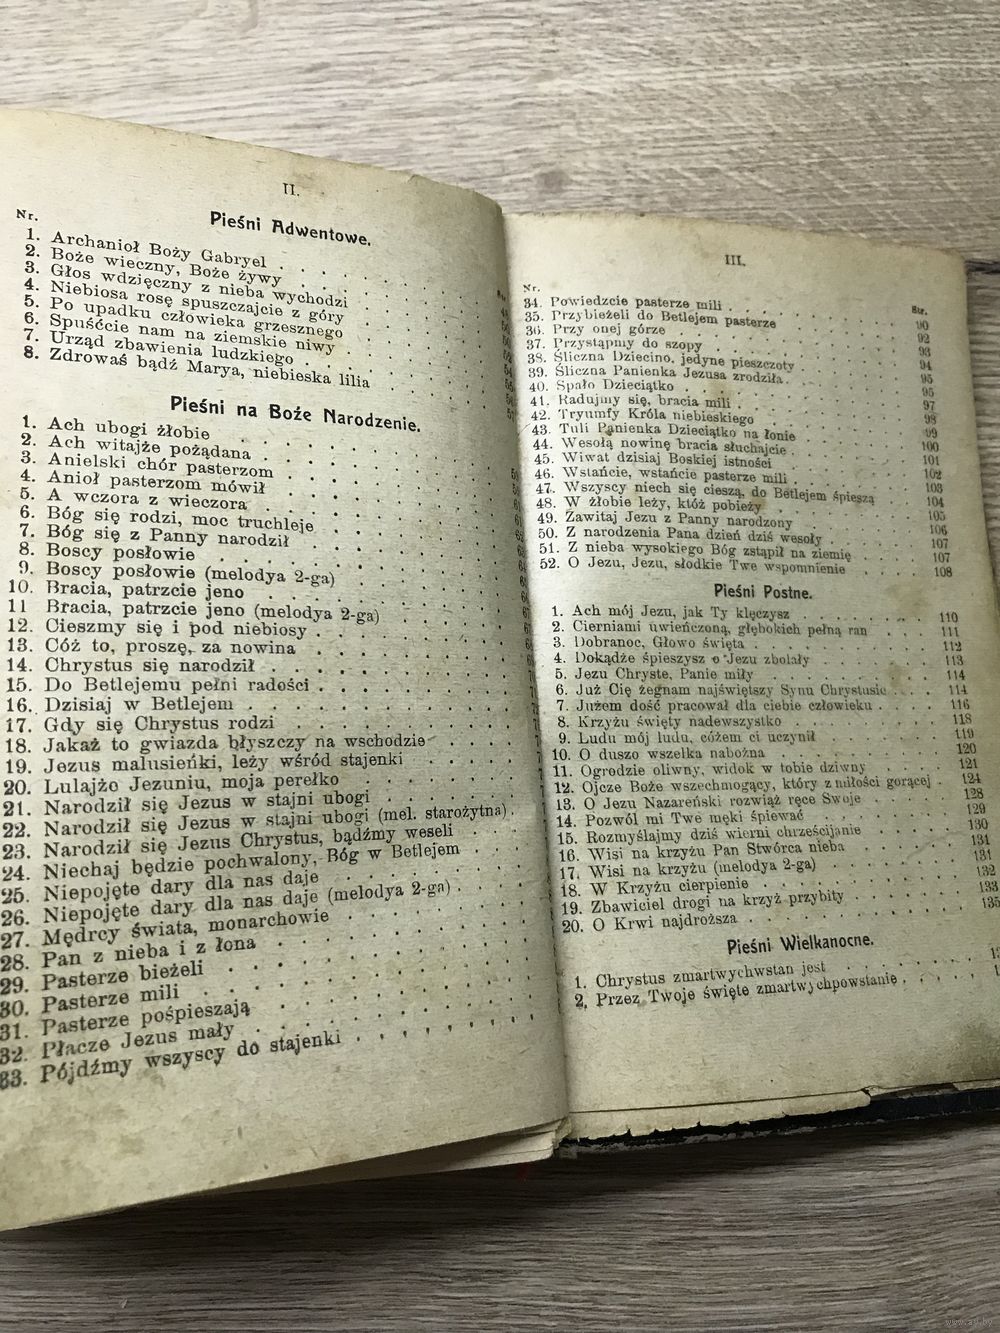 II.
Pieśni Adwentowe.
Nr.
1. Archanioł Boży Gabryel
2. Boże wieczny, Boże żywy
3. Głos wdzięczny z nieba wychodzi
4. Niebiosa rosę spuszczajcie z góry
5. Po upadku człowieka grzesznego
6. Spuśćcie nam na ziemskie niwy
7. Urząd zbawienia ludzkiego
8. Zdrowaś bądź Marya, niebieska lilia
Pieśni na Boże Narodzenie.
1. Ach ubogi żłobie
2. Ach witajże pożądana
3. Anielski chór pasterzom
4. Anioł pasterzom mówił
5. A wczora z wieczora
6. Bóg się rodzi, moc truchleje
7. Bóg się z Panny narodził
8. Boscy posłowie
9. Boscy posłowie (melodya 2-ga)
10. Bracia, patrzcie jeno
11 Bracia, patrzcie jeno (melodya 2-ga)
12. Cieszmy się i pod niebiosy
13. Cóż to, proszę, za nowina
14. Chrystus się narodził
15. Do Betlejemu pełni radości
16. Dzisiaj w Betlejem
17. Gdy się Chrystus rodzi
18. Jakaż to gwiazda błyszczy na wschodzie
19. Jezus malusieńki, leży wśród stajenki
20. Lulajżo Jezuniu, moja perełko
21. Narodził się Jezus w stajni ubogi
22. Narodził się Jezus w stajni ubogi (mel. starożytna)
23. Narodził się Jezus Chrystus, bądźmy weseli
24. Niechaj będzie pochwalony, Bóg w Betlejem
25. Niepojęte dary dla nas daje
26. Niepojęte dary dla nas daje (melodya 2-ga)
27. Mędrcy świata, monarchowie
28. Pan z nieba i z łona
29. Pasterze bieżeli
30. Pasterze mili
31. Pasterze pośpieszają
32. Płacze Jezus mały
33. Pójdźmy wszyscy do stajenki
III.
Nr. Str.
34. Powiedzcie pasterze mili 90
35. Przybieżeli do Betlejem pasterze 92
36. Przy onej górze 93
37. Przystąpmy do szopy 94
38. Śliczna Dziecino, jedyne pieszczoty 95
39. Śliczna Panienka Jezusa zrodziła 95
40. Spało Dzieciątko 97
41. Radujmy się, bracia mili 98
42. Tryumfy Króla niebieskiego 99
43. Tuli Panienka Dzieciątko na łonie 100
44. Wesołą nowinę bracia słuchajcie 101
45. Wiwat dzisiaj Boskiej istności 102
46. Wstańcie, wstańcie pasterze mili 103
47. Wszyscy niech się cieszą, do Betlejem śpieszą 104
48. W żłobie leży, któż pobieży 105
49. Zawitaj Jezu z Panny narodzony 106
50. Z narodzenia Pana dzień dziś wesoły 107
51. Z nieba wysokiego Bóg zstąpił na ziemię 107
52. O Jezu, Jezu, słodkie Twe wspomnienie 108
Pieśni Postne.
1. Ach mój Jezu, jak Ty klęczysz 110
2. Cierniami uwieńczoną, głębokich pełną ran 111
3. Dobranoc, Głowo święta 112
4. Dokądże śpieszysz o Jezu zbolały 113
5. Jezu Chryste, Panie miły 114
6. Już Cię żegnam najświętszy Synu Chrystusie 114
7. Jużem dość pracował dla ciebie człowieku 116
8. Krzyżu święty nadewszystko 118
9. Ludu mój ludu, cóżem ci uczynił 119
10. O duszo wszelka nabożna 120
11. Ogrodzie oliwny, widok w tobie dziwny 121
12. Ojcze Boże wszechmogący, który z miłości gorącej 124
13. O Jezu Nazareński rozwiąż ręce Swoje 128
14. Pozwól mi Twe męki śpiewać 129
15. Rozmyślajmy dziś wierni chrześcijanie 130
16. Wisi na krzyżu Pan Stwórca nieba 131
17. Wisi na krzyżu (melodya 2-ga) 131
18. W Krzyżu cierpienie 132
19. Zbawiciel drogi na krzyż przybity 133
20. O Krwi najdroższa 135
Pieśni Wielkanocne.
1. Chrystus zmartwychwstan jest
2. Przez Twoje święte zmartwychpowstanie
www.ay.by